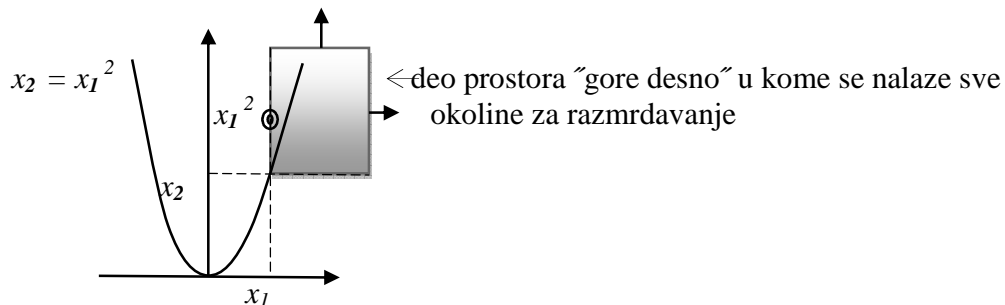 x₂ = x₁²
x₁²
˝deo prostora ˝gore desno˝ u kome se nalaze sve
okoline za razmrdavanje
x₂
x₁